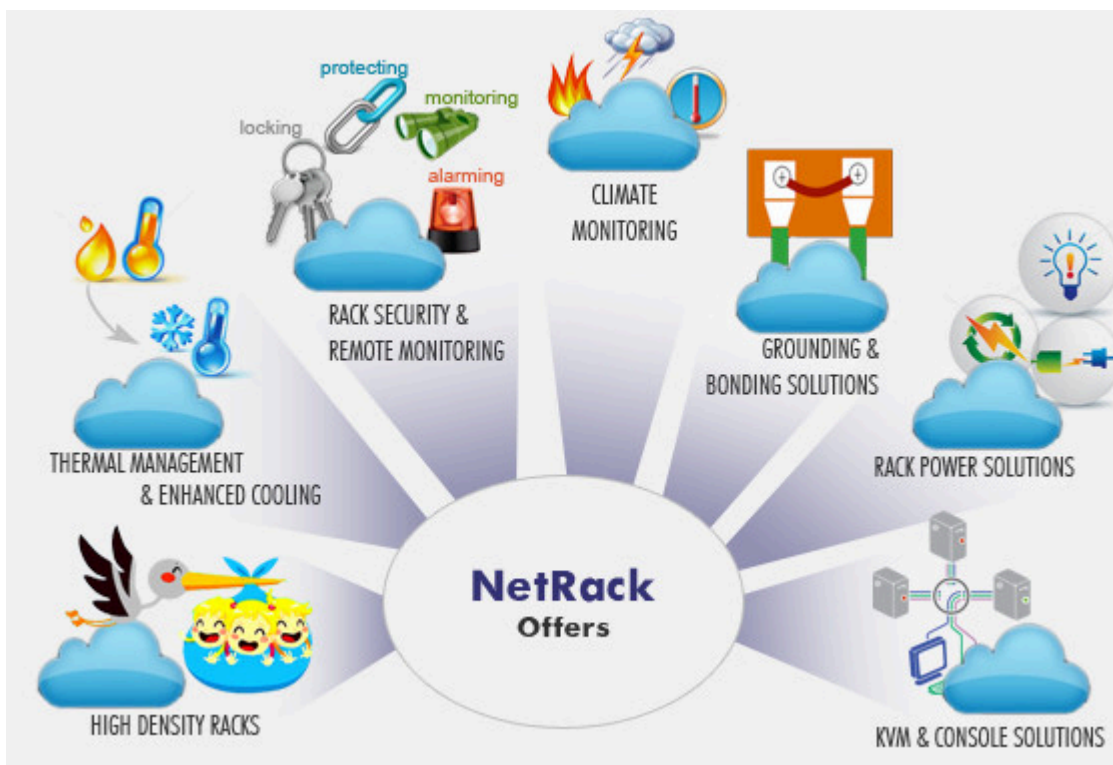 protecting
monitoring
locking
alarming
CLIMATE
MONITORING
RACK SECURITY &
REMOTE MONITORING
GROUNDING &
BONDING SOLUTIONS
THERMAL MANAGEMENT
& ENHANCED COOLING
RACK POWER SOLUTIONS
NetRack
Offers
HIGH DENSITY RACKS
KVM & CONSOLE SOLUTIONS